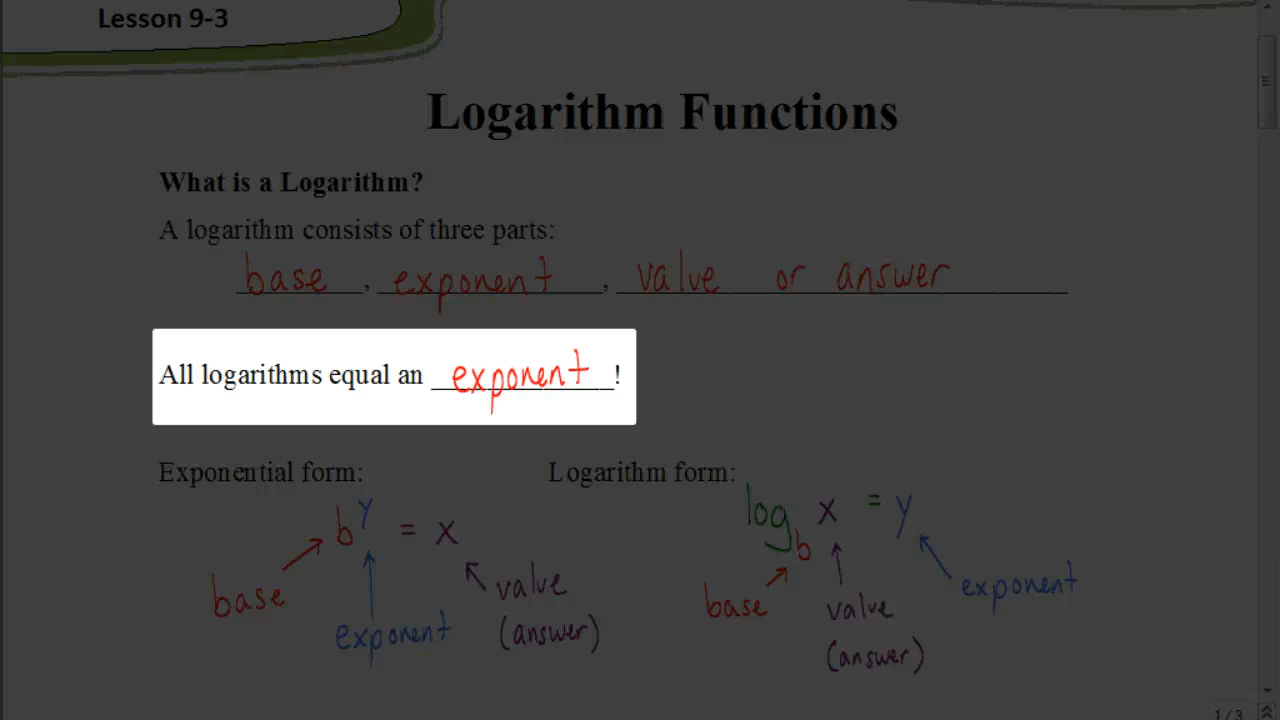 Lesson 9-3
Logarithm Functions
What is a Logarithm?
A logarithm consists of three parts:
base, exponent, value or answer
All logarithms equal an exponent!
Exponential form: Logarithm form:
b^y = x log_b x = y
base exponent value (answer) base value (answer) exponent
1 / 3